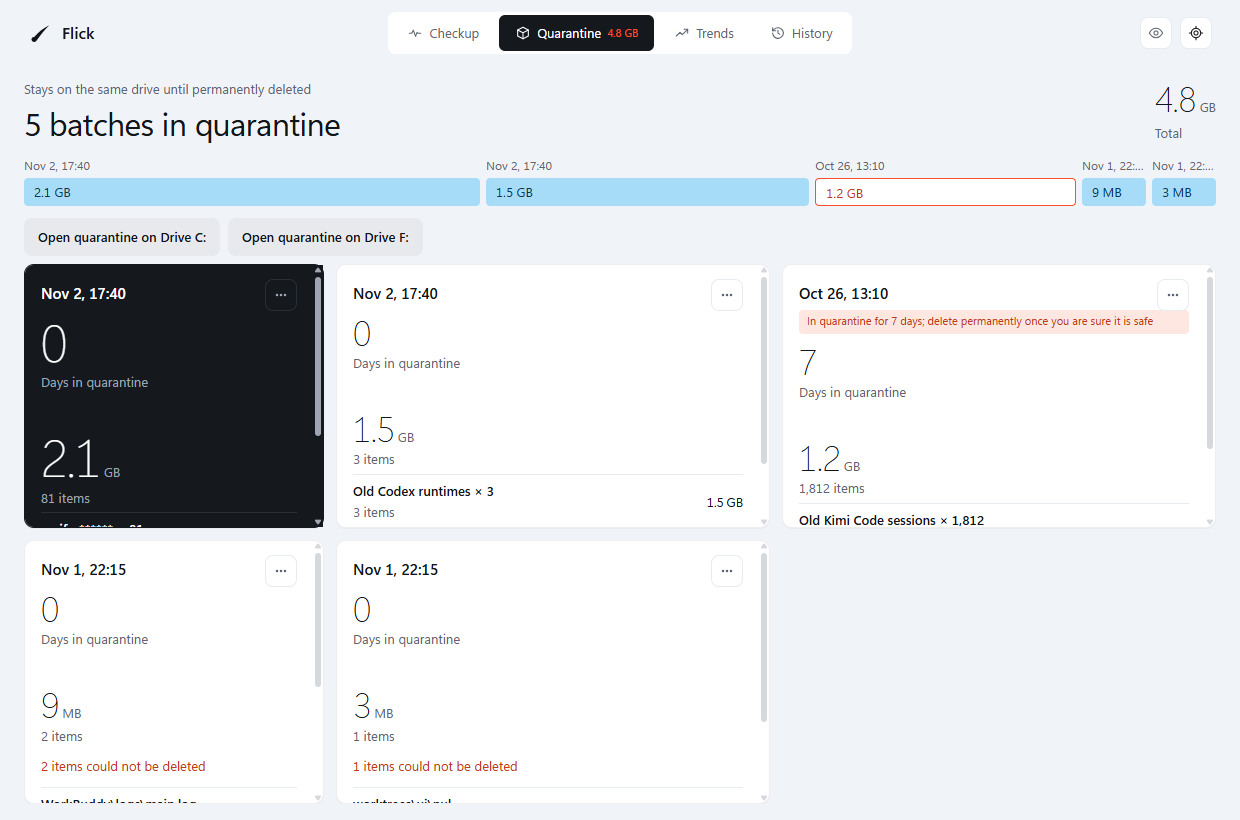 Flick
Checkup
Quarantine 4.8 GB
Trends
History
Stays on the same drive until permanently deleted
5 batches in quarantine
4.8 GB
Total
Nov 2, 17:40
Nov 2, 17:40
Oct 26, 13:10
Nov 1, 22:...
Nov 1, 22:...
2.1 GB
1.5 GB
1.2 GB
9 MB
3 MB
Open quarantine on Drive C:
Open quarantine on Drive F:
Nov 2, 17:40
0
Days in quarantine
2.1 GB
81 items
Nov 2, 17:40
0
Days in quarantine
1.5 GB
3 items
Old Codex runtimes × 3
3 items
1.5 GB
Oct 26, 13:10
In quarantine for 7 days; delete permanently once you are sure it is safe
7
Days in quarantine
1.2 GB
1,812 items
Old Kimi Code sessions × 1,812
Nov 1, 22:15
0
Days in quarantine
9 MB
2 items
2 items could not be deleted
WorkBuddy\logs\main.log
Nov 1, 22:15
0
Days in quarantine
3 MB
1 items
1 items could not be deleted